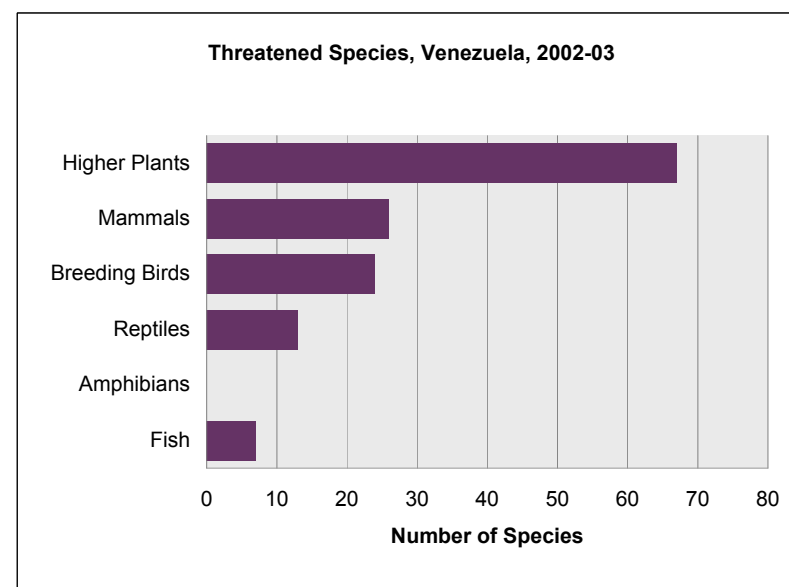 Threatened Species, Venezuela, 2002-03
Higher Plants
Mammals
Breeding Birds
Reptiles
Amphibians
Fish
0 10 20 30 40 50 60 70 80
Number of Species